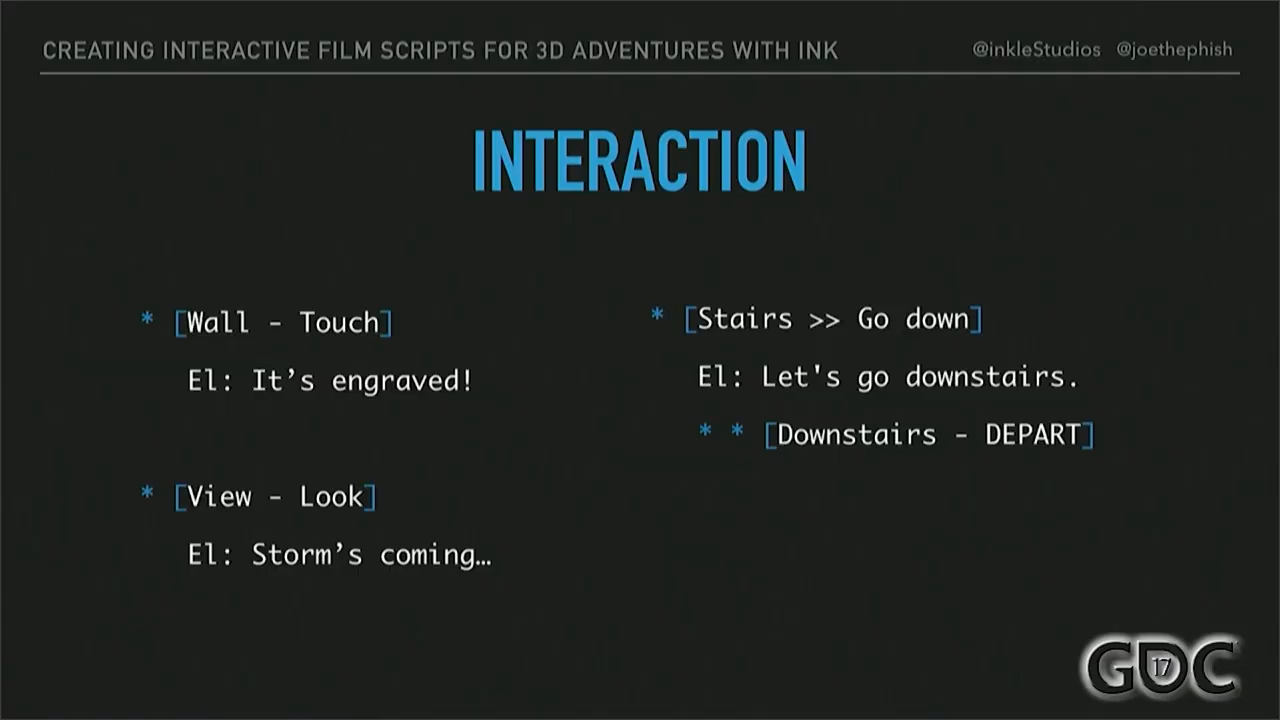 CREATING INTERACTIVE FILM SCRIPTS FOR 3D ADVENTURES WITH INK
@inkleStudios @joethephish
INTERACTION
* [Wall - Touch]
El: It’s engraved!
* [View - Look]
El: Storm’s coming…
* [Stairs >> Go down]
El: Let's go downstairs.
* * [Downstairs - DEPART]
GDC
17